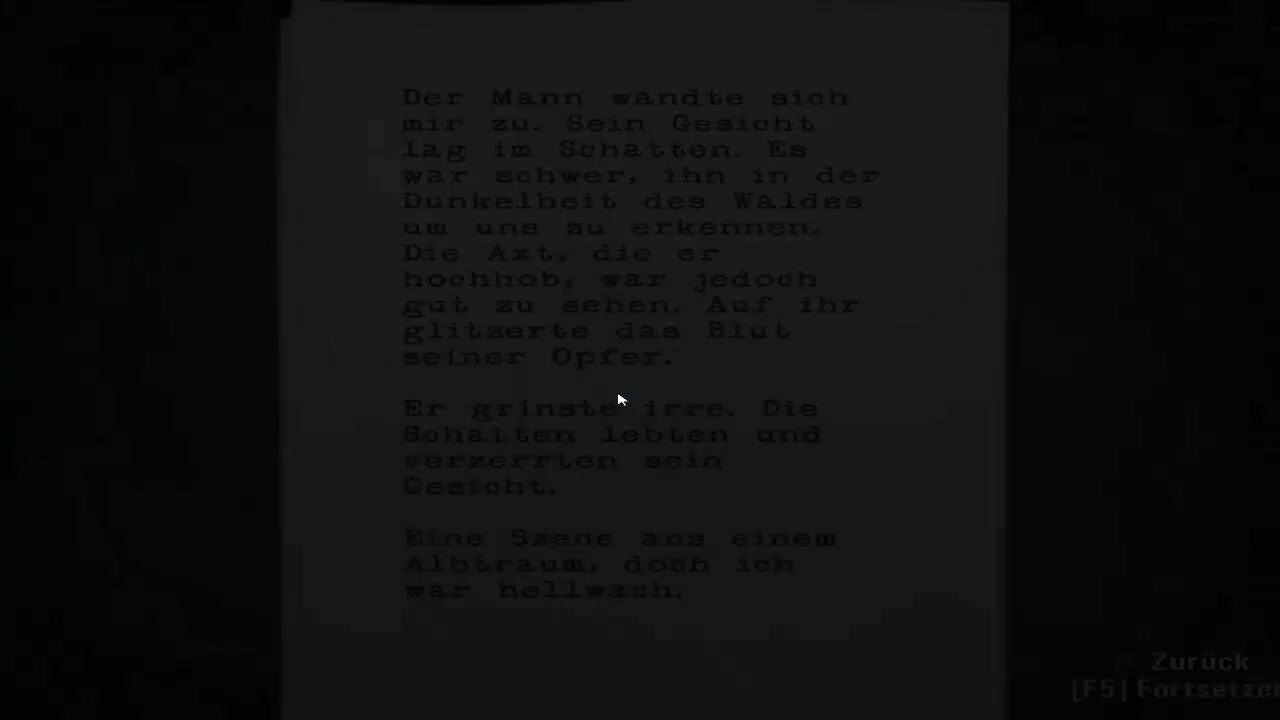 Der Mann wandte sich
mir zu. Sein Gesicht
lag im Schatten. Es
war schwer, ihn in der
Dunkelheit des Waldes
um uns zu erkennen.
Die Axt, die er
hochhob, war jedoch
gut zu sehen. Auf ihr
glitzerte das Blut
seiner Opfer.
Er grinste irre. Die
Schatten lebten und
verzerrten sein
Gesicht.
Eine Szene aus einem
Albtraum, doch ich
war hellwach.
Zurück
[F5] Fortsetzen